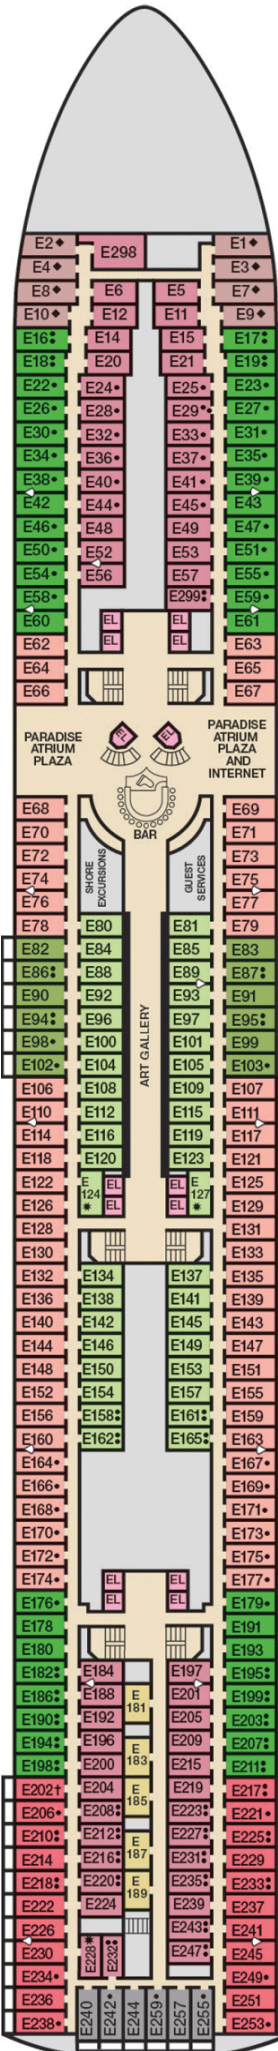 E2◆ E298 E1◆
E4◆ E3◆
E8◆ E6 E5 E7◆
E10◆ E12 E11 E9◆
E16: E14 E15 E17:
E18: E20 E21 E19:
E22• E24• E25• E23•
E26• E28• E29• E27•
E30• E32• E33• E31•
E34• E36• E37• E35•
E38• E40• E41• E39•
E42 E44• E45• E43
E46• E48 E49 E47•
E50• E52 E53 E51•
E54• E56 E57 E55•
E58• E299: E59•
E60 EL EL E61
E62 EL EL E63
E64 E65
E66 E67
PARADISE
ATRIUM
PLAZA
EL EL
PARADISE
ATRIUM
PLAZA
AND
INTERNET
BAR
E68 E69
E70 E71
E72 E73
E74 E75
E76 E77
E78 E79
SHORE
EXCURSIONS
GUEST
SERVICES
E80 E81
E82 E84 E85 E83
E86: E88 E89 E87:
E90 E92 E93 E91
E94: E96 E97 E95:
E98• E100 E101 E99
E102• E104 E105 E103•
ART GALLERY
E106 E108 E109 E107
E110 E112 E115 E111
E114 E116 E119 E117
E118 E120 E123 E121
E122 E
124
✷ EL EL E
127
✷ E125
E126 EL EL E129
E128 E131
E130 E133
E132 E134 E137 E135
E136 E138 E141 E139
E140 E142 E145 E143
E144 E146 E149 E147
E148 E150 E153 E151
E152 E154 E157 E155
E156 E158: E161: E159
E160 E162: E165: E163
E164• E167•
E166• E169•
E168• E171•
E170• E173•
E172• E175•
E174• EL EL E177•
E176• EL EL E179•
E178 E191
E180 E193
E182: E184 E197 E195:
E186: E188 E
181 E201 E199:
E190: E192 E205 E203:
E194: E196 E
183 E209 E207:
E198: E200 E215 E211:
E202† E204 E
185 E219 E217:
E206• E208: E223: E221•
E210: E212: E
187 E227: E225:
E214 E216: E231: E229
E218: E220: E
189 E235: E233:
E222 E224 E239 E237
E226 E228✷ E232: E243: E241
E230 E247: E245
E234• E249•
E236 E240 E242• E244 E259• E257 E255• E251
E238• E253•